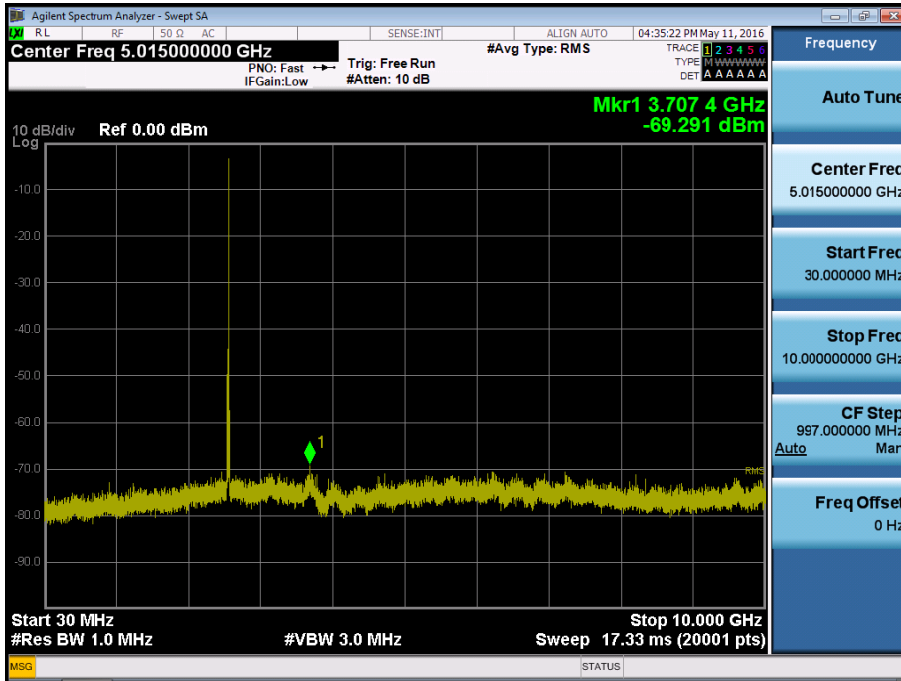 Agilent Spectrum Analyzer - Swept SA
LXI RL RF 50 Ω AC SENSE:INT ALIGN AUTO 04:35:22 PM May 11, 2016
Center Freq 5.015000000 GHz
PNO: Fast
IFGain:Low
Trig: Free Run
#Atten: 10 dB
#Avg Type: RMS
TRACE 1 2 3 4 5 6
TYPE M WWWWW
DET A A A A A A
Mkr1 3.707 4 GHz
-69.291 dBm
10 dB/div Ref 0.00 dBm
Log
-10.0
-20.0
-30.0
-40.0
-50.0
-60.0
-70.0
-80.0
-90.0
1
RMS
Start 30 MHz
Stop 10.000 GHz
#Res BW 1.0 MHz
#VBW 3.0 MHz
Sweep 17.33 ms (20001 pts)
MSG
STATUS
Frequency
Auto Tune
Center Freq
5.015000000 GHz
Start Freq
30.000000 MHz
Stop Freq
10.000000000 GHz
CF Step
997.000000 MHz
Auto Man
Freq Offset
0 Hz